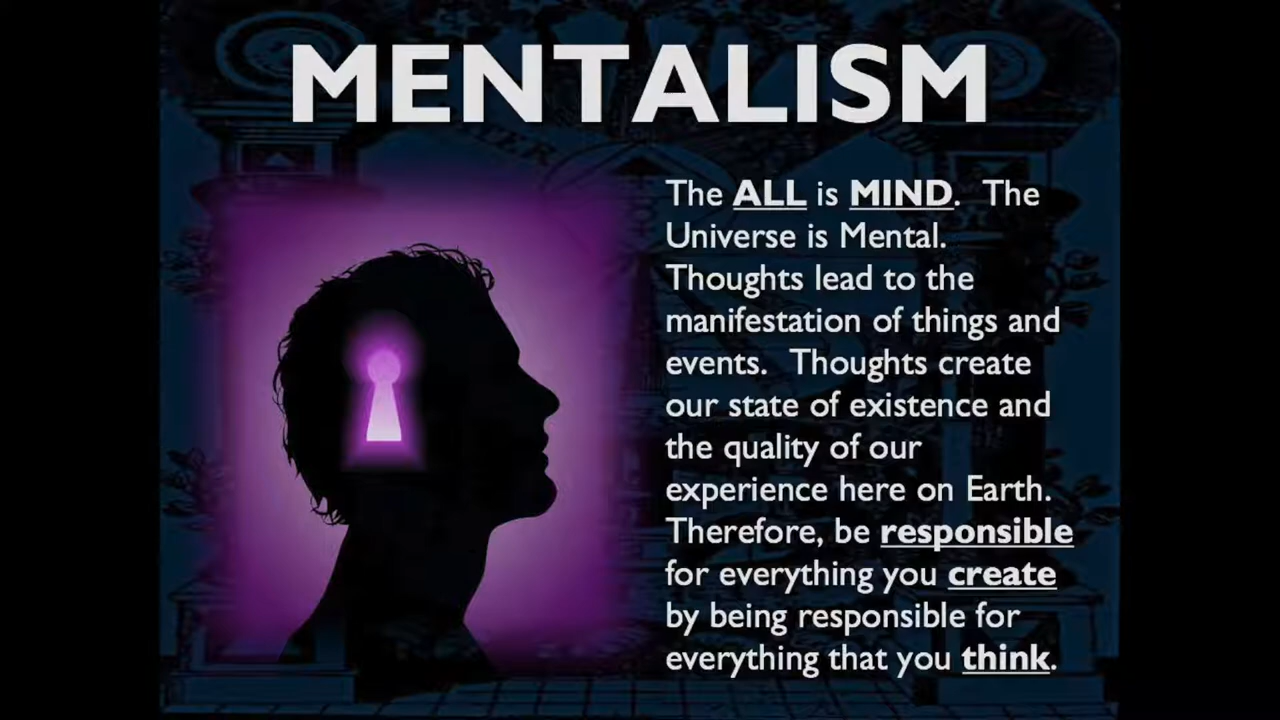 MENTALISM
The ALL is MIND. The
Universe is Mental.
Thoughts lead to the
manifestation of things and
events. Thoughts create
our state of existence and
the quality of our
experience here on Earth.
Therefore, be responsible
for everything you create
by being responsible for
everything that you think.